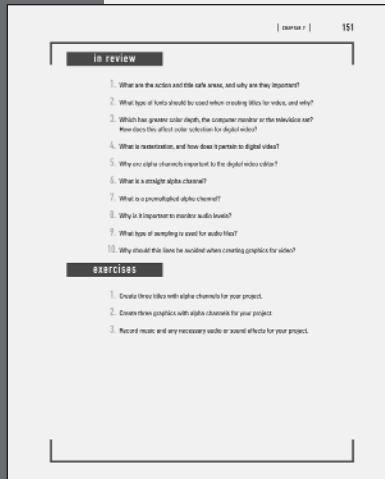 | CHAPTER 7 | 151
in review
1. What are the action and title safe areas, and why are they important?
2. What type of fonts should be used when creating titles for video, and why?
3. Which has greater color depth, the computer monitor or the television set?
How does this affect color selection for digital video?
4. What is rasterization, and how does it pertain to digital video?
5. Why are alpha channels important to the digital video editor?
6. What is a straight alpha channel?
7. What is a premultiplied alpha channel?
8. Why is it important to monitor audio levels?
9. What type of sampling is used for audio files?
10. Why should thin lines be avoided when creating graphics for video?
exercises
1. Create three titles with alpha channels for your project.
2. Create three graphics with alpha channels for your project
3. Record music and any necessary audio or sound effects for your project.